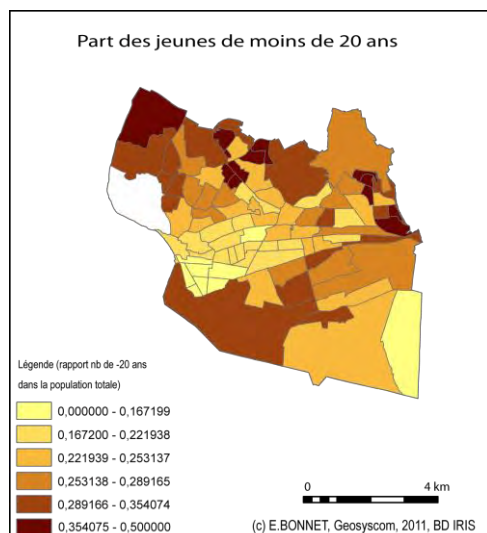 Part des jeunes de moins de 20 ans
Légende (rapport nb de -20 ans
dans la population totale)
0,000000 - 0,167199
0,167200 - 0,221938
0,221939 - 0,253137
0,253138 - 0,289165
0,289166 - 0,354074
0,354075 - 0,500000
0 4 km
(c) E.BONNET, Geosyscom, 2011, BD IRIS